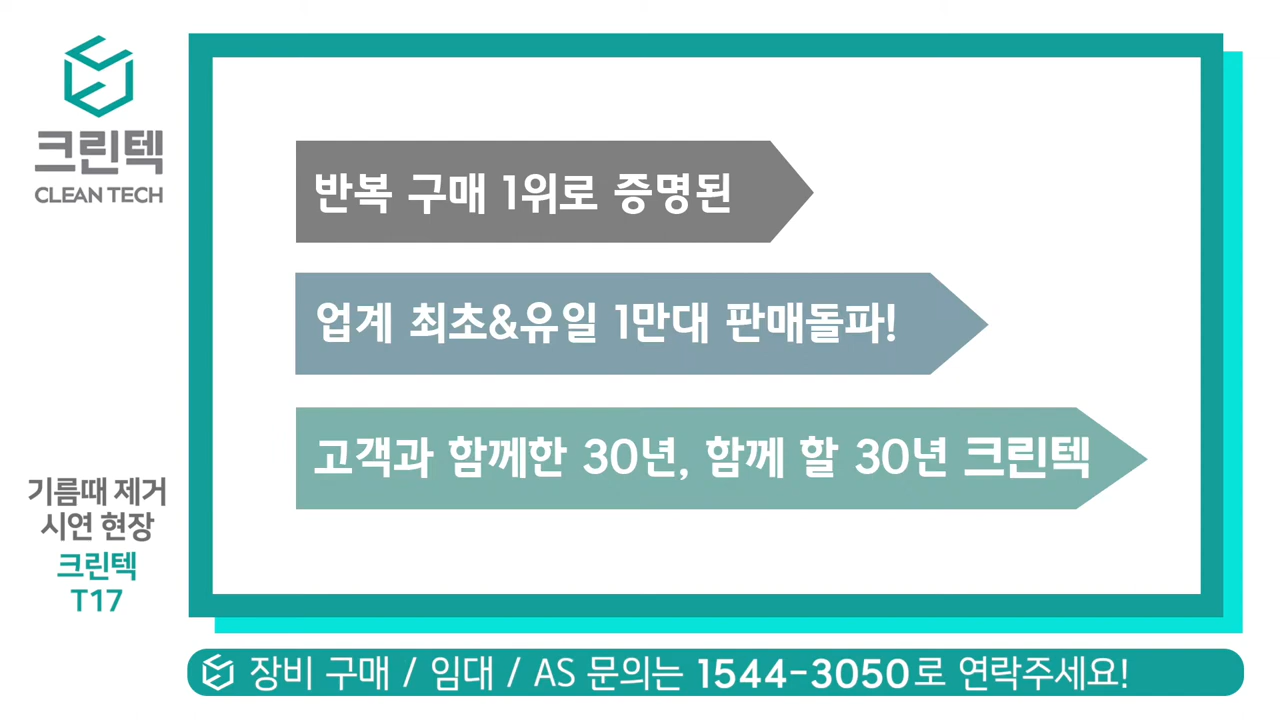 크린텍
CLEAN TECH
반복 구매 1위로 증명된
업계 최초&유일 1만대 판매돌파!
고객과 함께한 30년, 함께 할 30년 크린텍
기름때 제거
시연 현장
크린텍
T17
장비 구매 / 임대 / AS 문의는 1544-3050로 연락주세요!